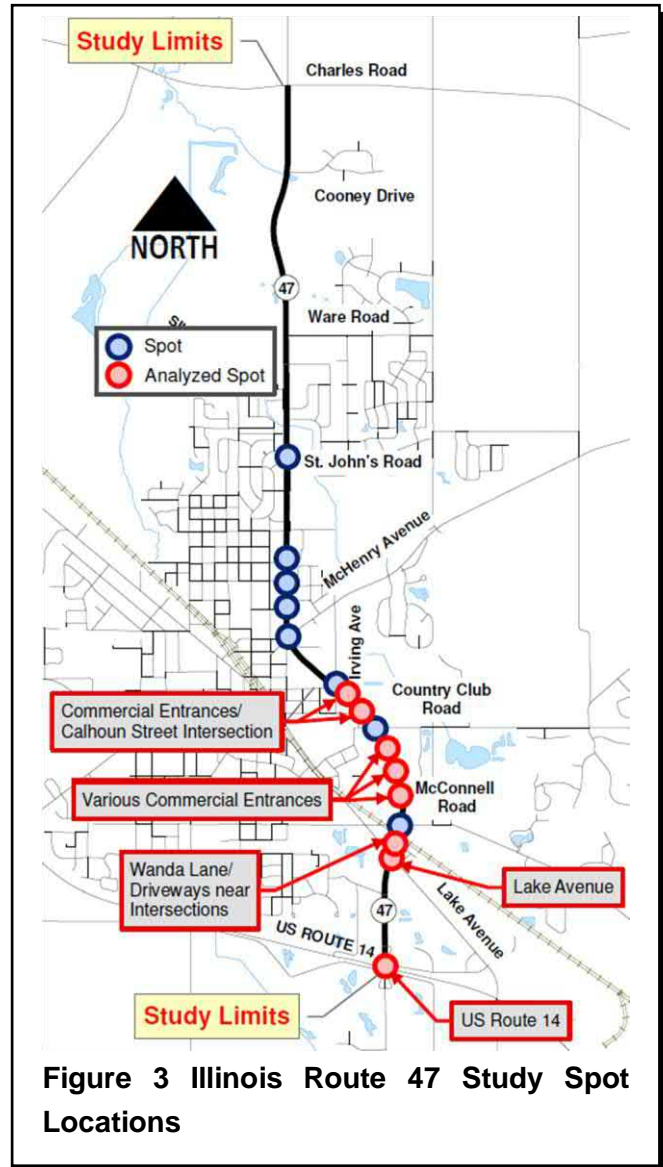 Study Limits
Charles Road
Cooney Drive
NORTH
47
Ware Road
Spot
Analyzed Spot
St. John's Road
McHenry Avenue
Irving Ave
Country Club
Road
Commercial Entrances/
Calhoun Street Intersection
Various Commercial Entrances
McConnell
Road
Wanda Lane/
Driveways near
Intersections
Lake Avenue
Lake Avenue
47
US ROUTE 14
Study Limits
US Route 14
Figure 3 Illinois Route 47 Study Spot
Locations